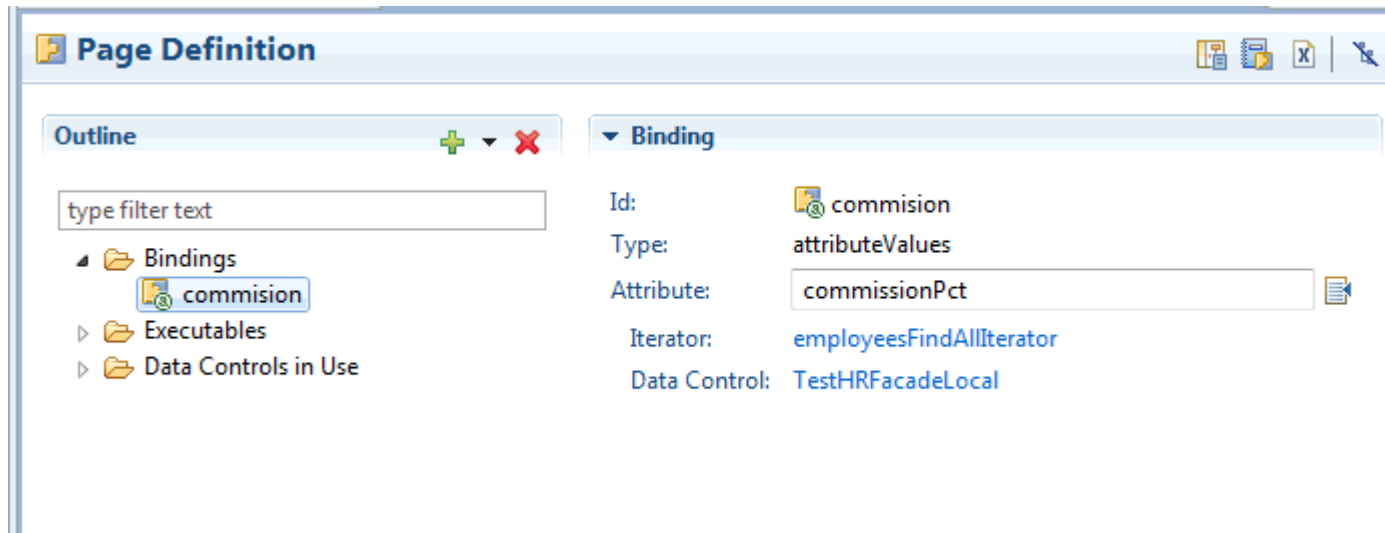 Page Definition
Outline
type filter text
Bindings
commision
Executables
Data Controls in Use
Binding
Id: commision
Type: attributeValues
Attribute: commissionPct
Iterator: employeesFindAllIterator
Data Control: TestHRFacadeLocal